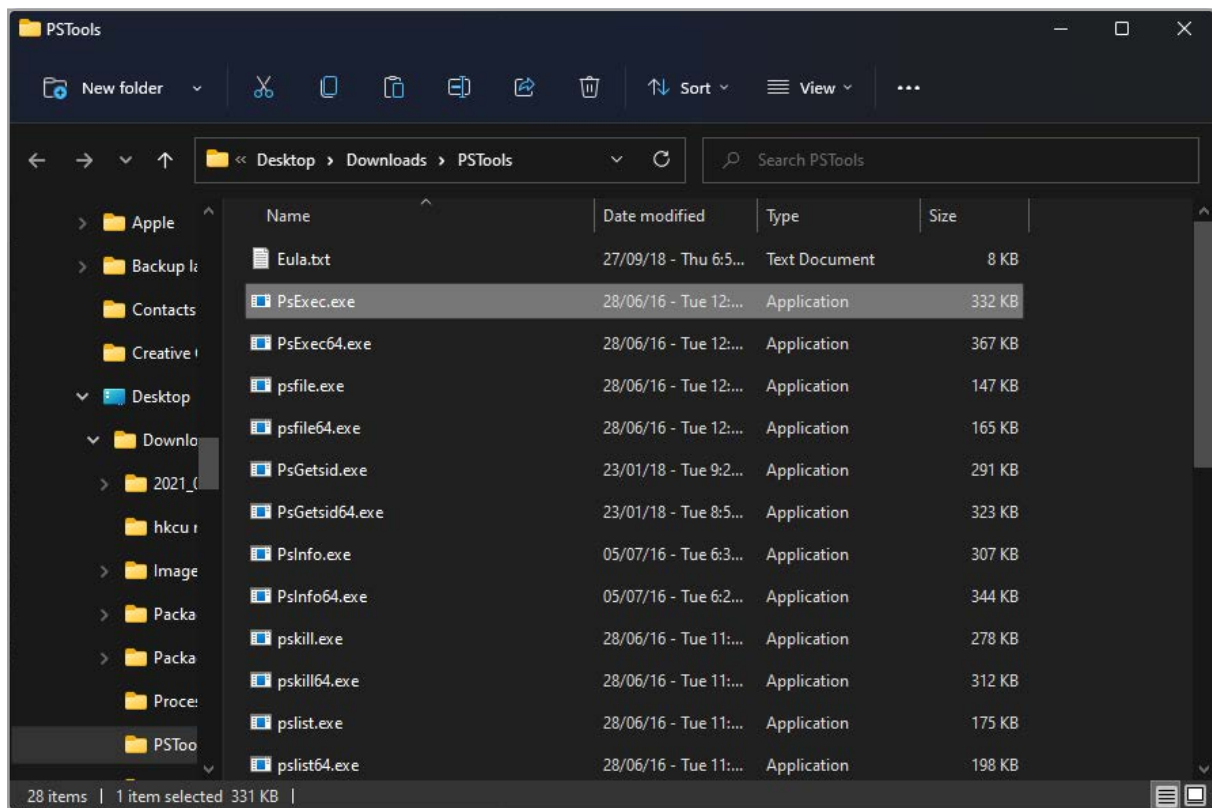 PSTools
New folder
Sort
View
« Desktop › Downloads › PSTools
Search PSTools
Apple
Backup la
Contacts
Creative
Desktop
Downlo
2021_0
hkcu r
Image
Packa
Packa
Proces
PSToo
Name Date modified Type Size
Eula.txt 27/09/18 - Thu 6:5... Text Document 8 KB
PsExec.exe 28/06/16 - Tue 12:... Application 332 KB
PsExec64.exe 28/06/16 - Tue 12:... Application 367 KB
psfile.exe 28/06/16 - Tue 12:... Application 147 KB
psfile64.exe 28/06/16 - Tue 12:... Application 165 KB
PsGetsid.exe 23/01/18 - Tue 9:2... Application 291 KB
PsGetsid64.exe 23/01/18 - Tue 8:5... Application 323 KB
PsInfo.exe 05/07/16 - Tue 6:3... Application 307 KB
PsInfo64.exe 05/07/16 - Tue 6:2... Application 344 KB
pskill.exe 28/06/16 - Tue 11:... Application 278 KB
pskill64.exe 28/06/16 - Tue 11:... Application 312 KB
pslist.exe 28/06/16 - Tue 11:... Application 175 KB
pslist64.exe 28/06/16 - Tue 11:... Application 198 KB
28 items | 1 item selected 331 KB |